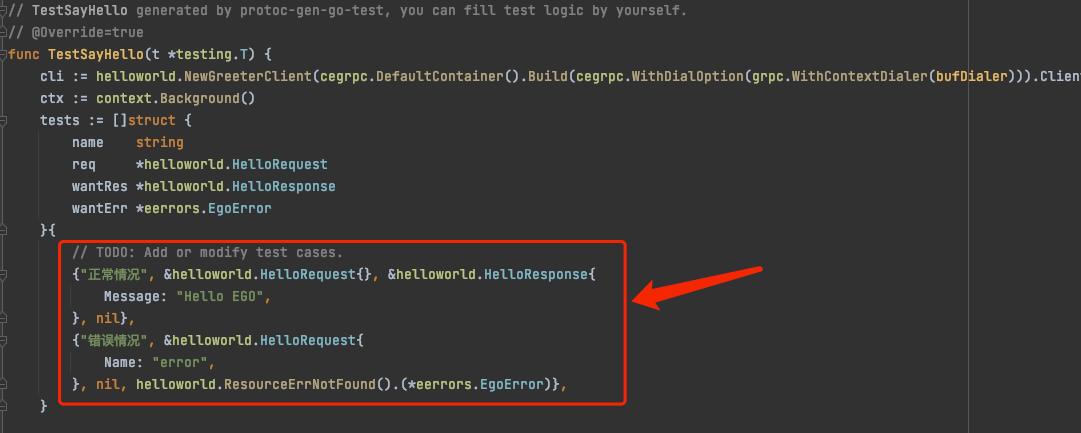 // TestSayHello generated by protoc-gen-go-test, you can fill test logic by yourself.
// @Override=true
func TestSayHello(t *testing.T) {
cli := helloworld.NewGreeterClient(cegrpc.DefaultContainer().Build(cegrpc.WithDialOption(grpc.WithContextDialer(bufDialer))).Client
ctx := context.Background()
tests := []struct {
name string
req *helloworld.HelloRequest
wantRes *helloworld.HelloResponse
wantErr *eerrors.EgoError
}{
// TODO: Add or modify test cases.
{"正常情况", &helloworld.HelloRequest{}, &helloworld.HelloResponse{
Message: "Hello EGO",
}, nil},
{"错误情况", &helloworld.HelloRequest{
Name: "error",
}, nil, helloworld.ResourceErrNotFound().(*eerrors.EgoError)},
}